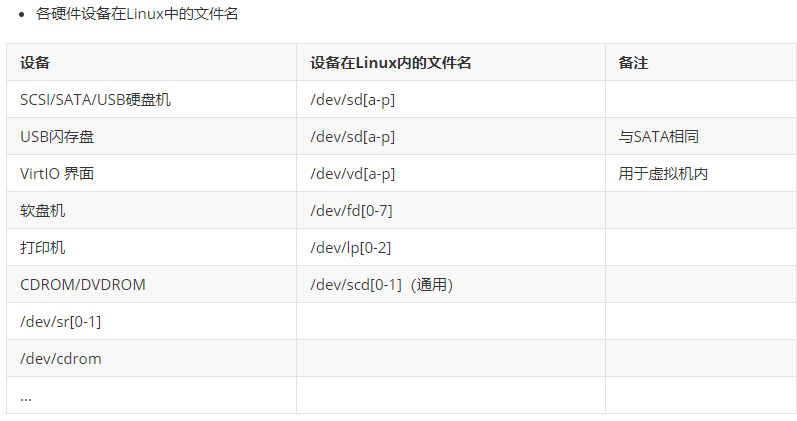 各硬件设备在Linux中的文件名
设备 设备在Linux内的文件名 备注
SCSI/SATA/USB硬盘机 /dev/sd[a-p]
USB闪存盘 /dev/sd[a-p] 与SATA相同
VirtIO 界面 /dev/vd[a-p] 用于虚拟机内
软盘机 /dev/fd[0-7]
打印机 /dev/lp[0-2]
CDROM/DVDROM /dev/scd[0-1]（通用）
/dev/sr[0-1]
/dev/cdrom
...